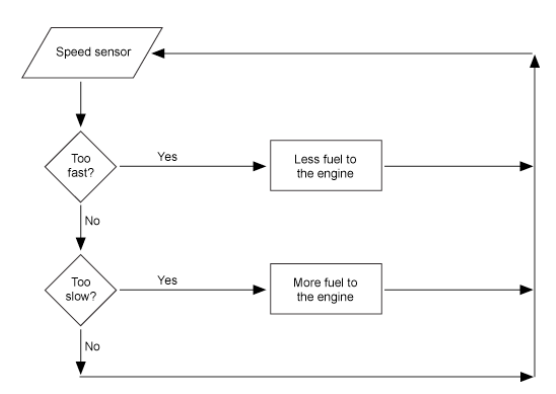 Speed sensor
Too
fast?
Yes
Less fuel to
the engine
No
Too
slow?
Yes
More fuel to
the engine
No